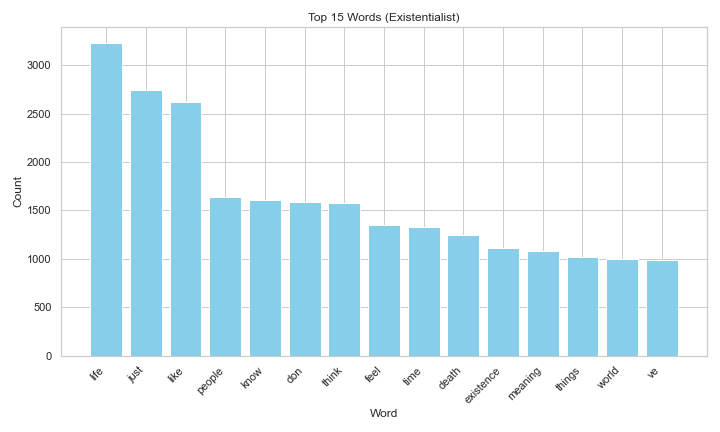 Top 15 Words (Existentialist)
3000
2500
2000
1500
1000
500
0
Count
life just like people know don think feel time death existence meaning things world ve
Word